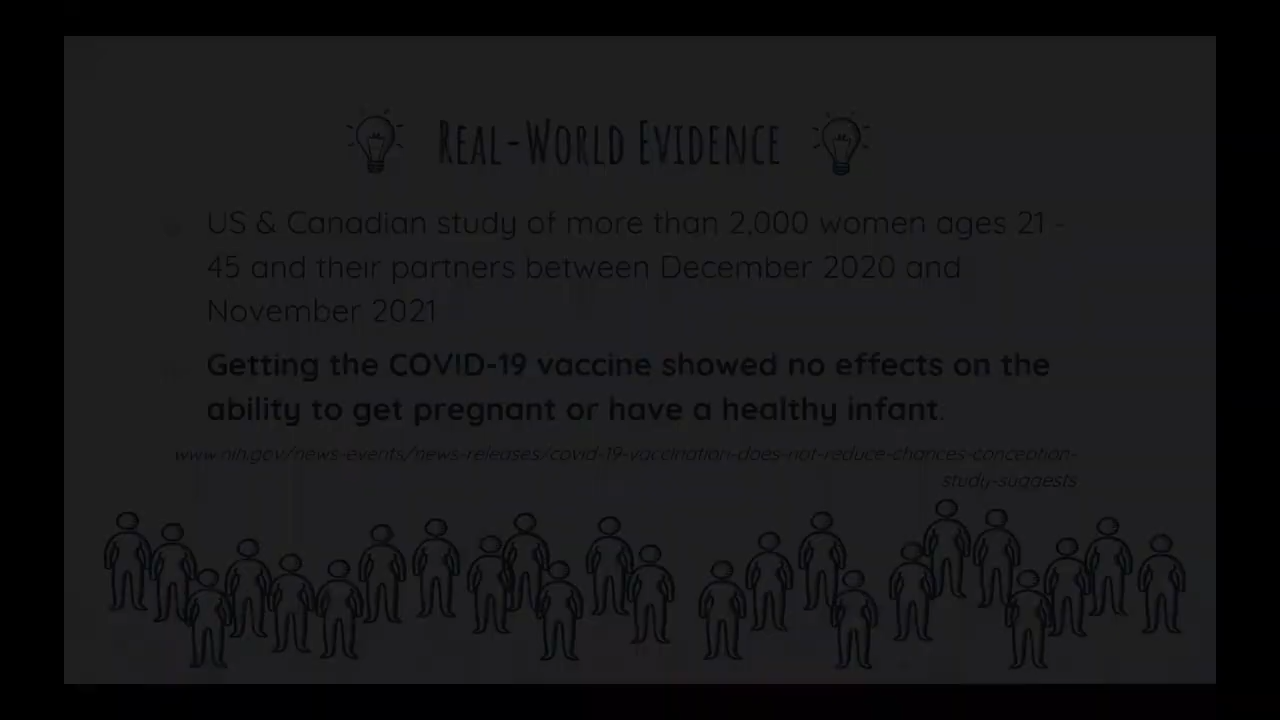 Real-World Evidence
US & Canadian study of more than 2,000 women ages 21 -
45 and their partners between December 2020 and
November 2021
Getting the COVID-19 vaccine showed no effects on the
ability to get pregnant or have a healthy infant.
www.nih.gov/news-events/news-releases/covid-19-vaccination-does-not-reduce-chances-conception-
study-suggests